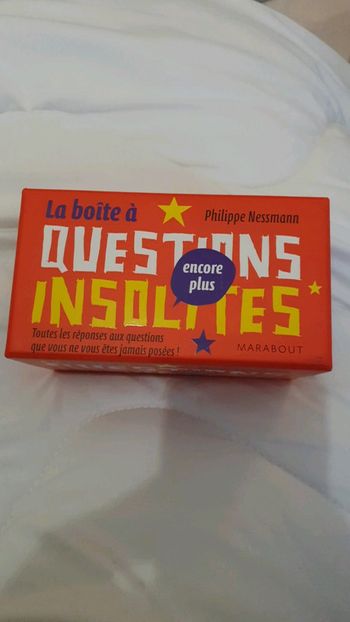 La boîte à
Philippe Nessmann
QUESTIONS
encore
plus
INSOLITES
Toutes les réponses aux questions
que vous ne vous êtes jamais posées !
MARABOUT